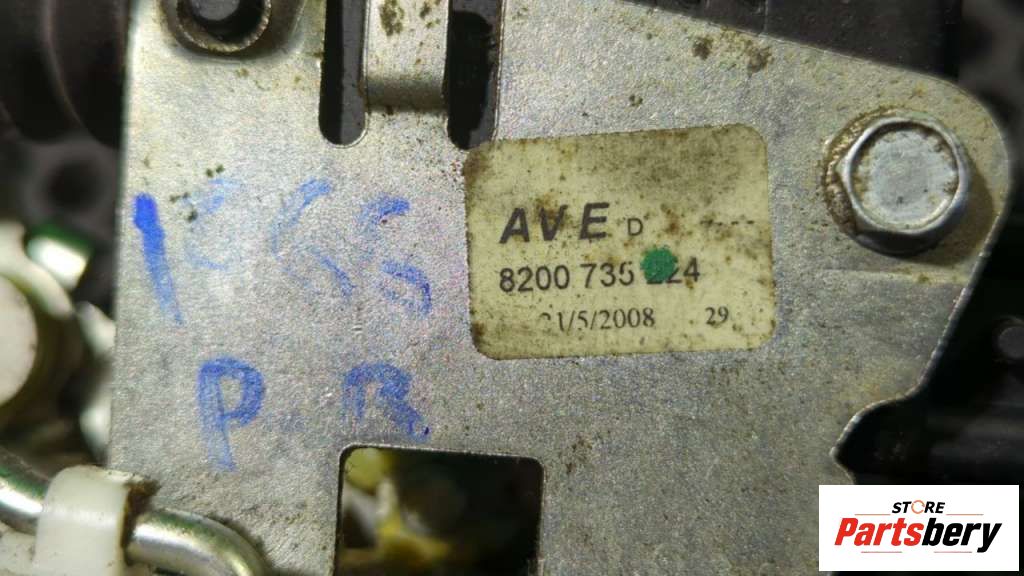 AVE D
8200 735
21/5/2008 29
P.B
STORE
Partsbery